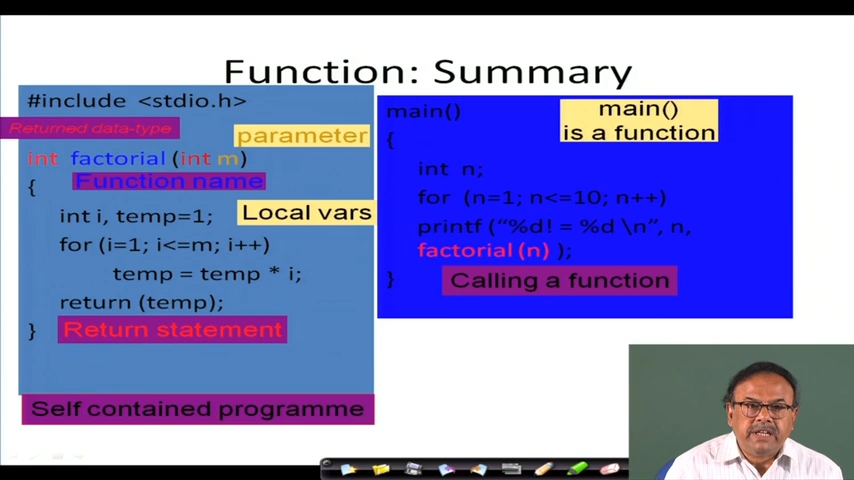 Function: Summary
#include <stdio.h>
Returned data-type
parameter
int factorial (int m)
{
Function name
int i, temp=1;
Local vars
for (i=1; i<=m; i++)
temp = temp * i;
return (temp);
}
Return statement
Self contained programme
main()
{
main()
is a function
int n;
for (n=1; n<=10; n++)
printf (“%d! = %d \n”, n,
factorial (n) );
}
Calling a function